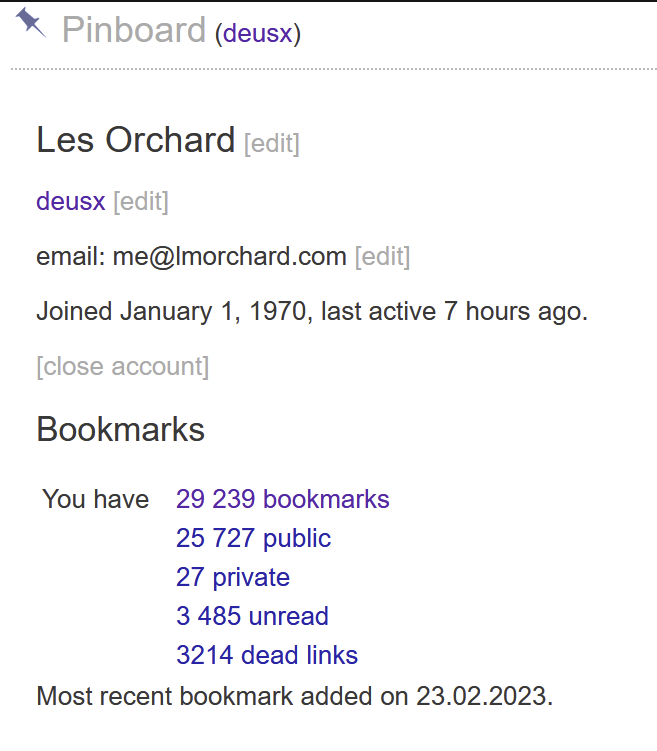 Pinboard (deusx)
Les Orchard [edit]
deusx [edit]
email: me@lmorchard.com [edit]
Joined January 1, 1970, last active 7 hours ago.
[close account]
Bookmarks
You have 29 239 bookmarks
25 727 public
27 private
3 485 unread
3214 dead links
Most recent bookmark added on 23.02.2023.